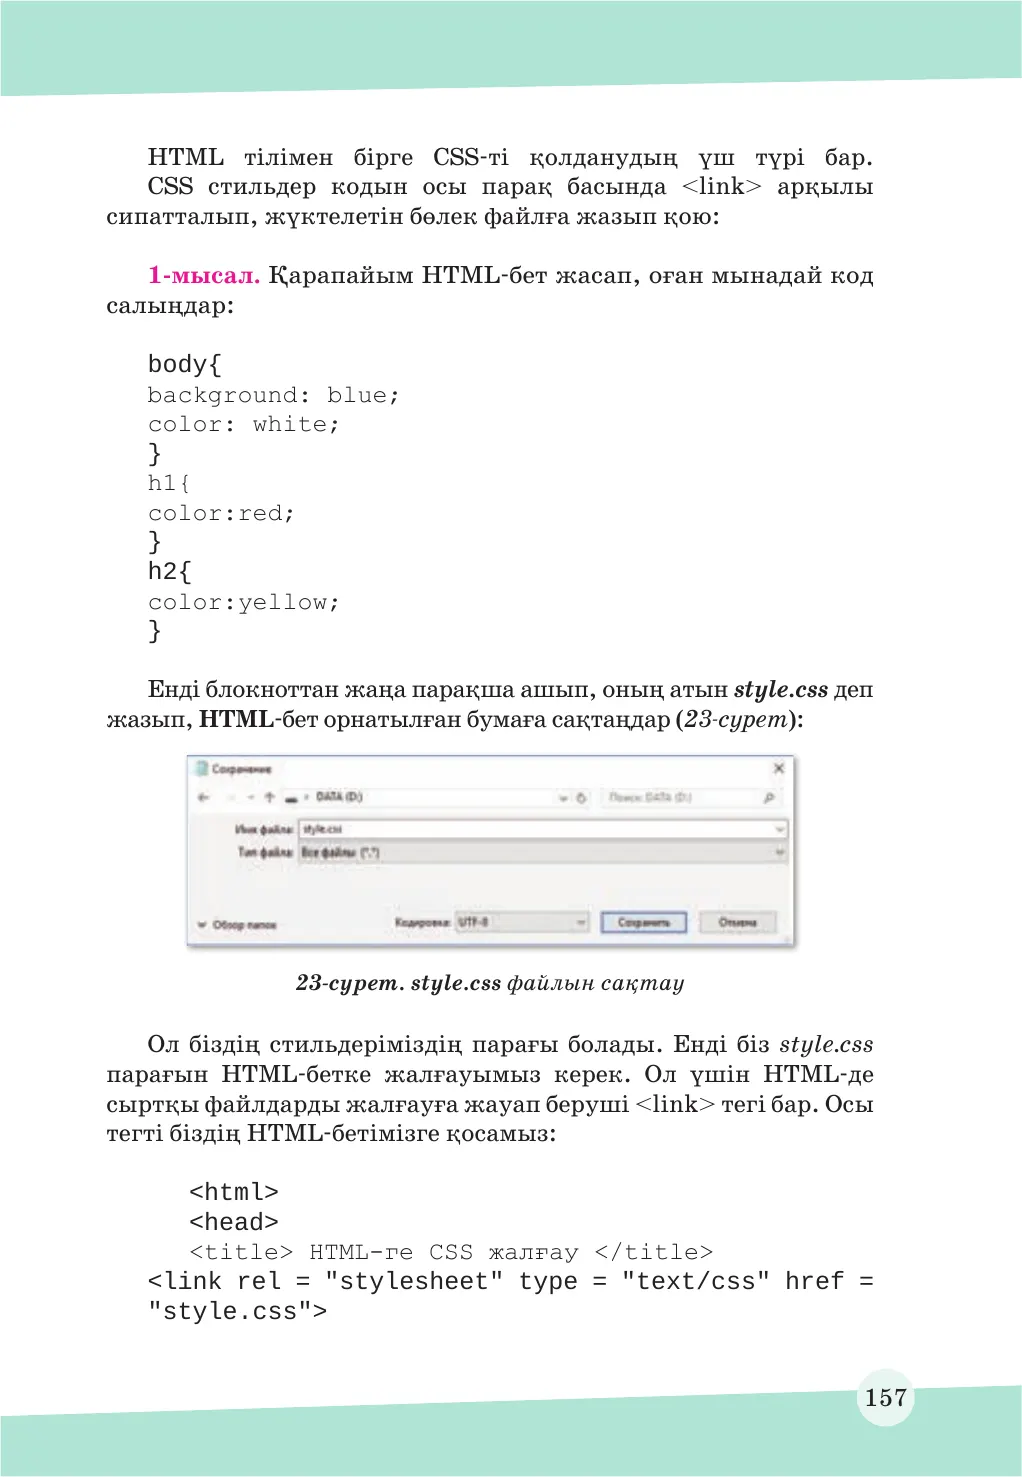 HTML тілімен бірге CSS-ті қолданудың үш түрі бар.
CSS стильдер кодын осы парақ басында <link> арқылы
сипатталып, жүктелетін бөлек файлға жазып қою:
1-мысал. Қарапайым HTML-бет жасап, оған мынадай код
салыңдар:
body{
background: blue;
color: white;
}
h1{
color:red;
}
h2{
color:yellow;
}
Енді блокноттан жаңа парақша ашып, оның атын style.css деп
жазып, HTML-бет орнатылған бумаға сақтаңдар (23-сурет):
Сохранение
DATA (D:)
Поиск: DATA (D:)
Имя файла: style.css
Тип файла: Все файлы (*.*)
Обзор папок
Кодировка: UTF-8
Сохранить
Отмена
23-сурет. style.css файлын сақтау
Ол біздің стильдеріміздің парағы болады. Енді біз style.css
парағын HTML-бетке жалғауымыз керек. Ол үшін HTML-де
сыртқы файлдарды жалғауға жауап беруші <link> тегі бар. Осы
тегті біздің HTML-бетімізге қосамыз:
<html>
<head>
<title> HTML-ге CSS жалғау </title>
<link rel = "stylesheet" type = "text/css" href =
"style.css">
157